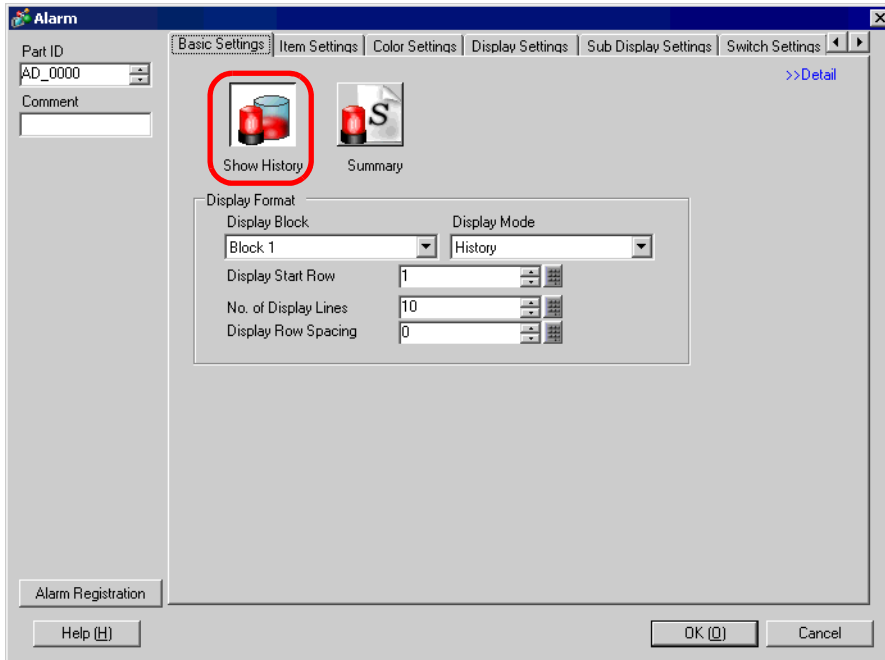 Alarm
Part ID
AD_0000
Comment
Basic Settings
Item Settings
Color Settings
Display Settings
Sub Display Settings
Switch Settings
>>Detail
S
Show History
Summary
Display Format
Display Block
Display Mode
Block 1
History
Display Start Row
1
No. of Display Lines
10
Display Row Spacing
0
Alarm Registration
Help (H)
OK (O)
Cancel